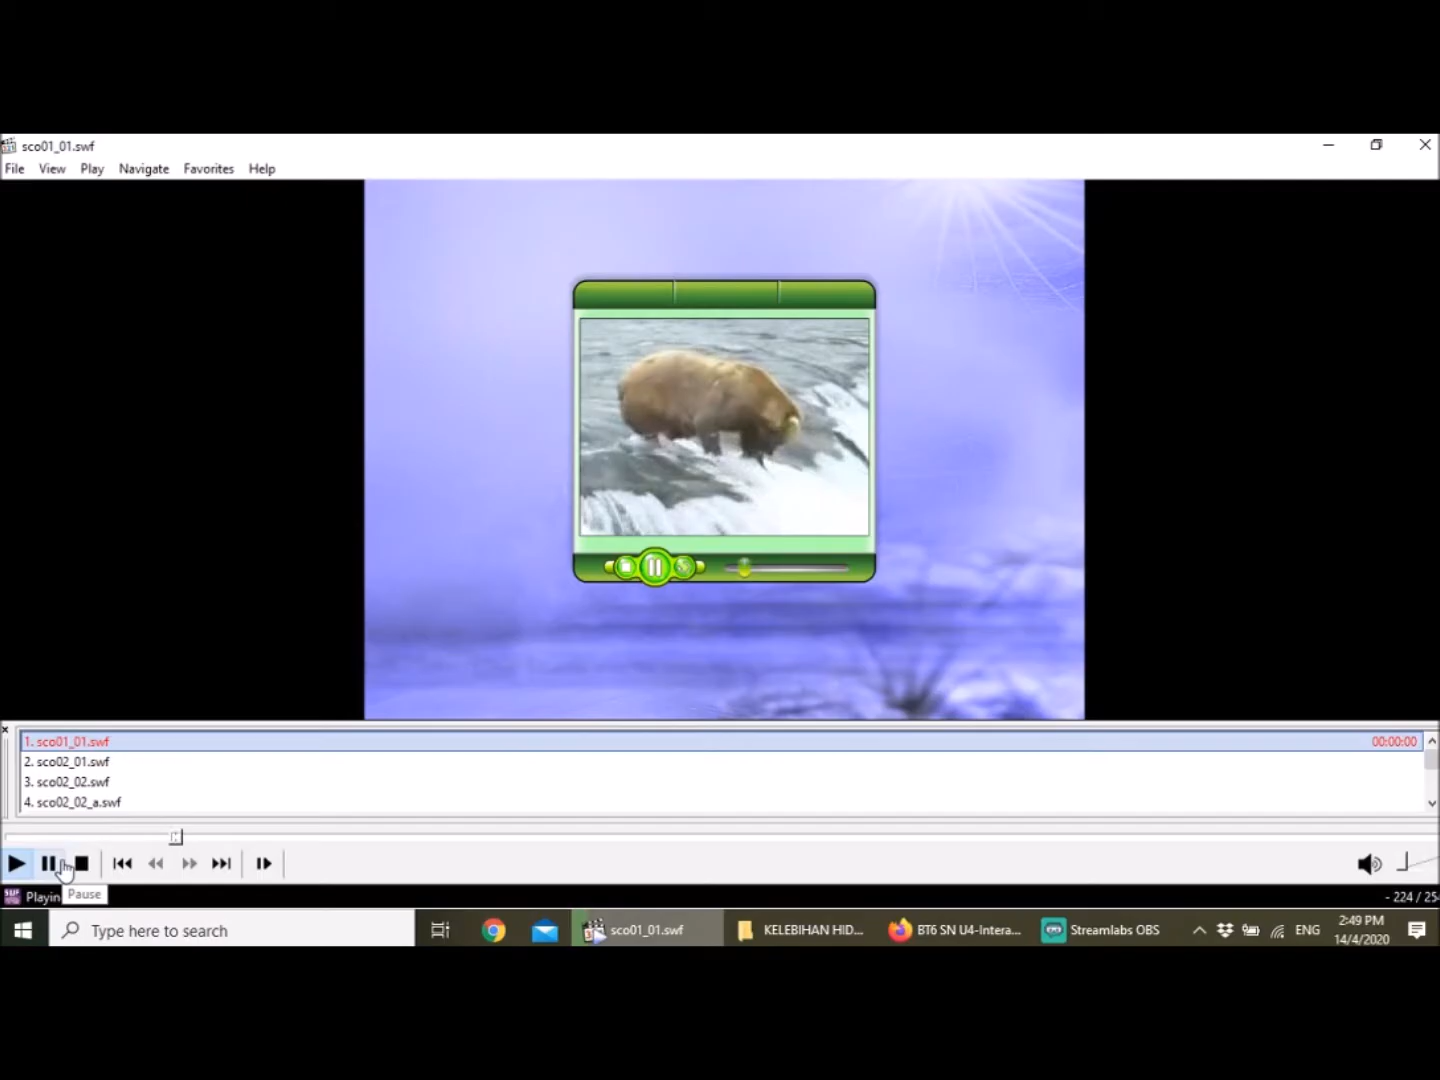 sco01_01.swf
File View Play Navigate Favorites Help
1. sco01_01.swf 00:00:00
2. sco02_01.swf
3. sco02_02.swf
4. sco02_02_a.swf
Playin
Pause
- 224 / 25
Type here to search
sco01_01.swf
KELEBIHAN HID...
BT6 SN U4-Intera...
Streamlabs OBS
ENG
2:49 PM
14/4/2020